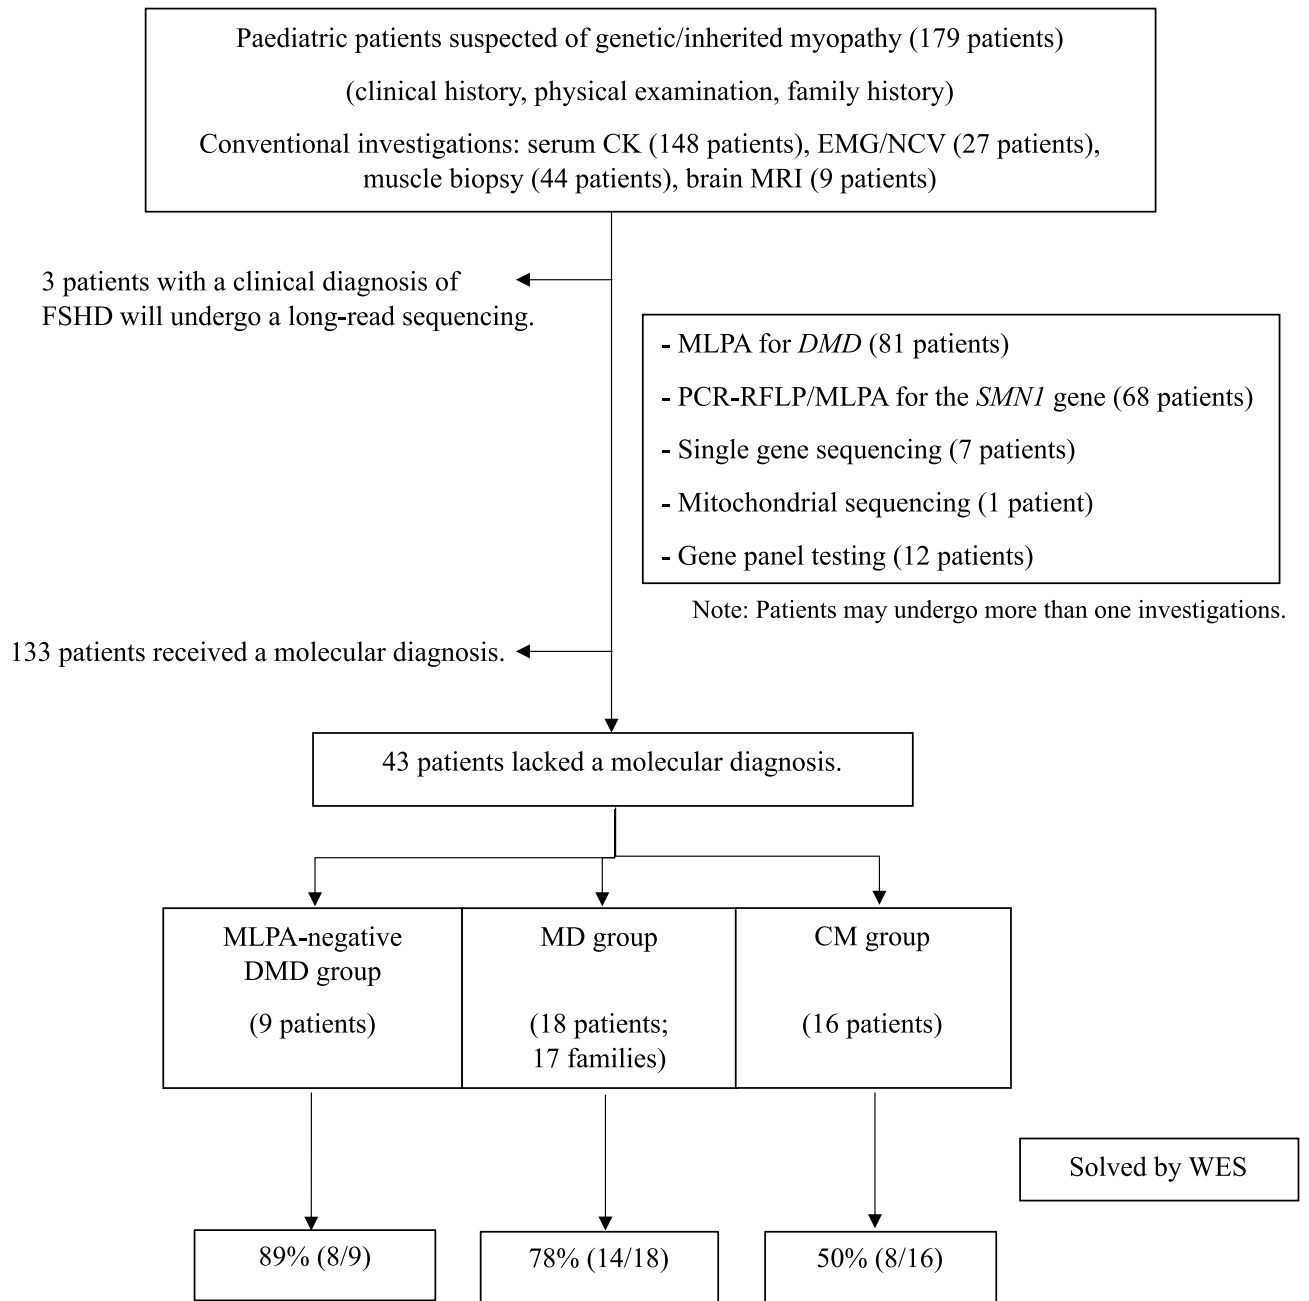 Paediatric patients suspected of genetic/inherited myopathy (179 patients)
(clinical history, physical examination, family history)
Conventional investigations: serum CK (148 patients), EMG/NCV (27 patients),
muscle biopsy (44 patients), brain MRI (9 patients)
3 patients with a clinical diagnosis of
FSHD will undergo a long-read sequencing.
- MLPA for DMD (81 patients)
- PCR-RFLP/MLPA for the SMN1 gene (68 patients)
- Single gene sequencing (7 patients)
- Mitochondrial sequencing (1 patient)
- Gene panel testing (12 patients)
Note: Patients may undergo more than one investigations.
133 patients received a molecular diagnosis.
43 patients lacked a molecular diagnosis.
MLPA-negative
DMD group
(9 patients)
MD group
(18 patients;
17 families)
CM group
(16 patients)
Solved by WES
89% (8/9)
78% (14/18)
50% (8/16)